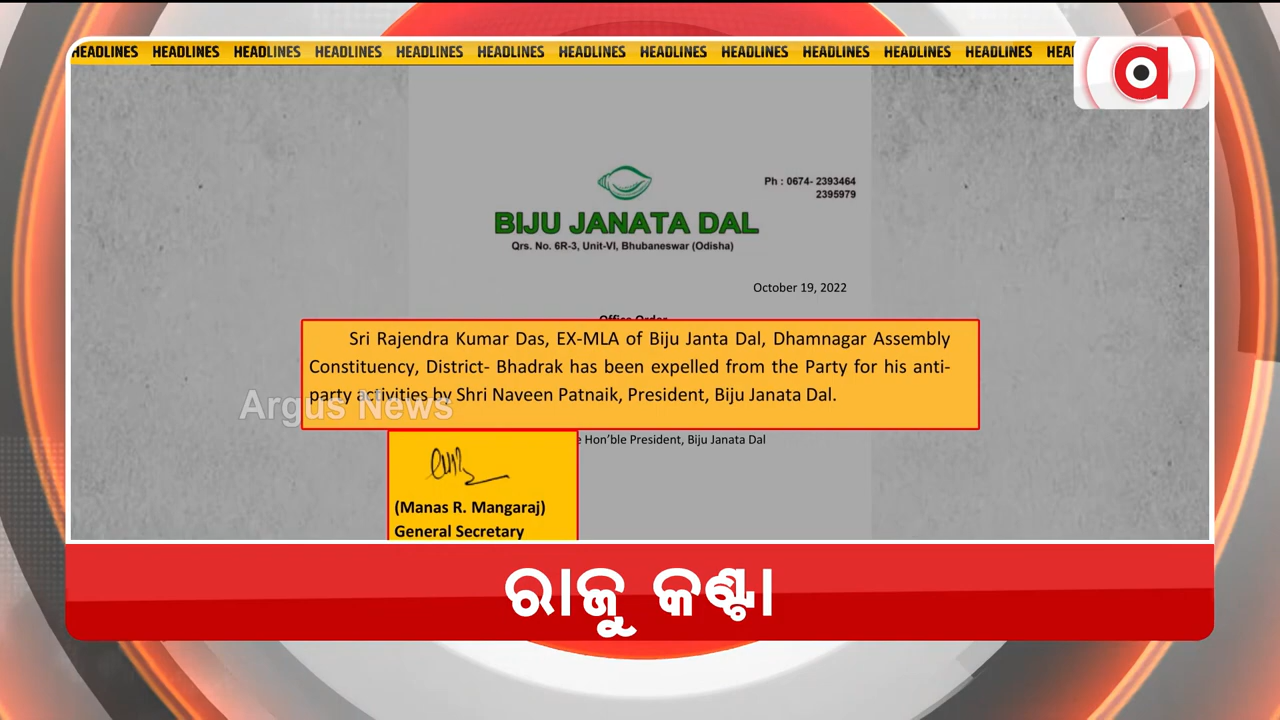 HEADLINES HEADLINES HEADLINES HEADLINES HEADLINES HEADLINES HEADLINES HEADLINES HEADLINES HEADLINES HEADLINES HEADLINES HEA
a
Ph : 0674- 2393464
2395979
BIJU JANATA DAL
Qrs. No. 6R-3, Unit-VI, Bhubaneswar (Odisha)
October 19, 2022
Office Order
Sri Rajendra Kumar Das, EX-MLA of Biju Janta Dal, Dhamnagar Assembly
Constituency, District- Bhadrak has been expelled from the Party for his anti-
party activities by Shri Naveen Patnaik, President, Biju Janata Dal.
Argus News
e Hon'ble President, Biju Janata Dal
(Manas R. Mangaraj)
General Secretary
ରାଜୁ କଣ୍ଟା